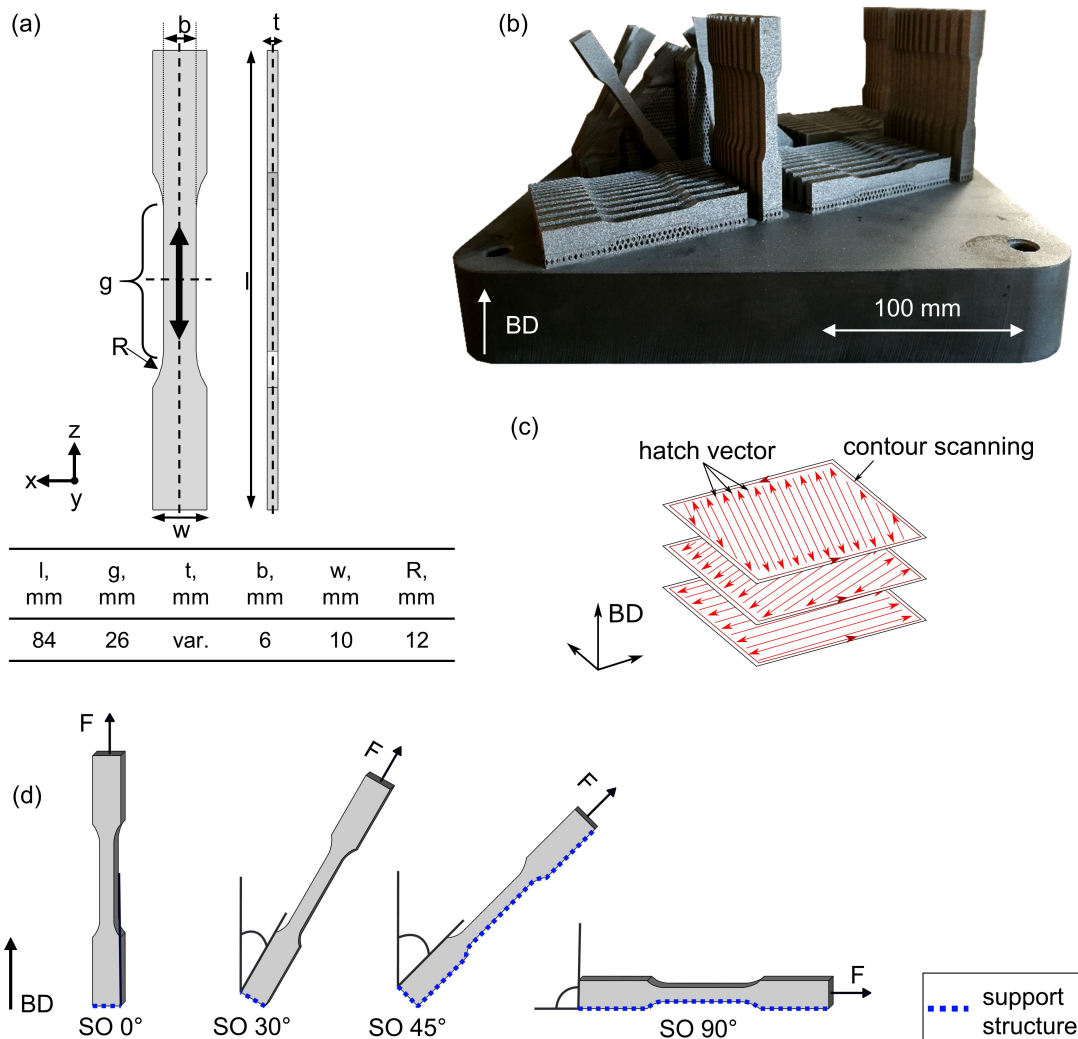 (a)
b
t
g
l
R
z
x
y
w
l, g, t, b, w, R,
mm mm mm mm mm mm
84 26 var. 6 10 12
(b)
BD
100 mm
(c)
hatch vector
contour scanning
BD
(d)
F
F
F
F
BD
SO 0°
SO 30°
SO 45°
SO 90°
support
structure